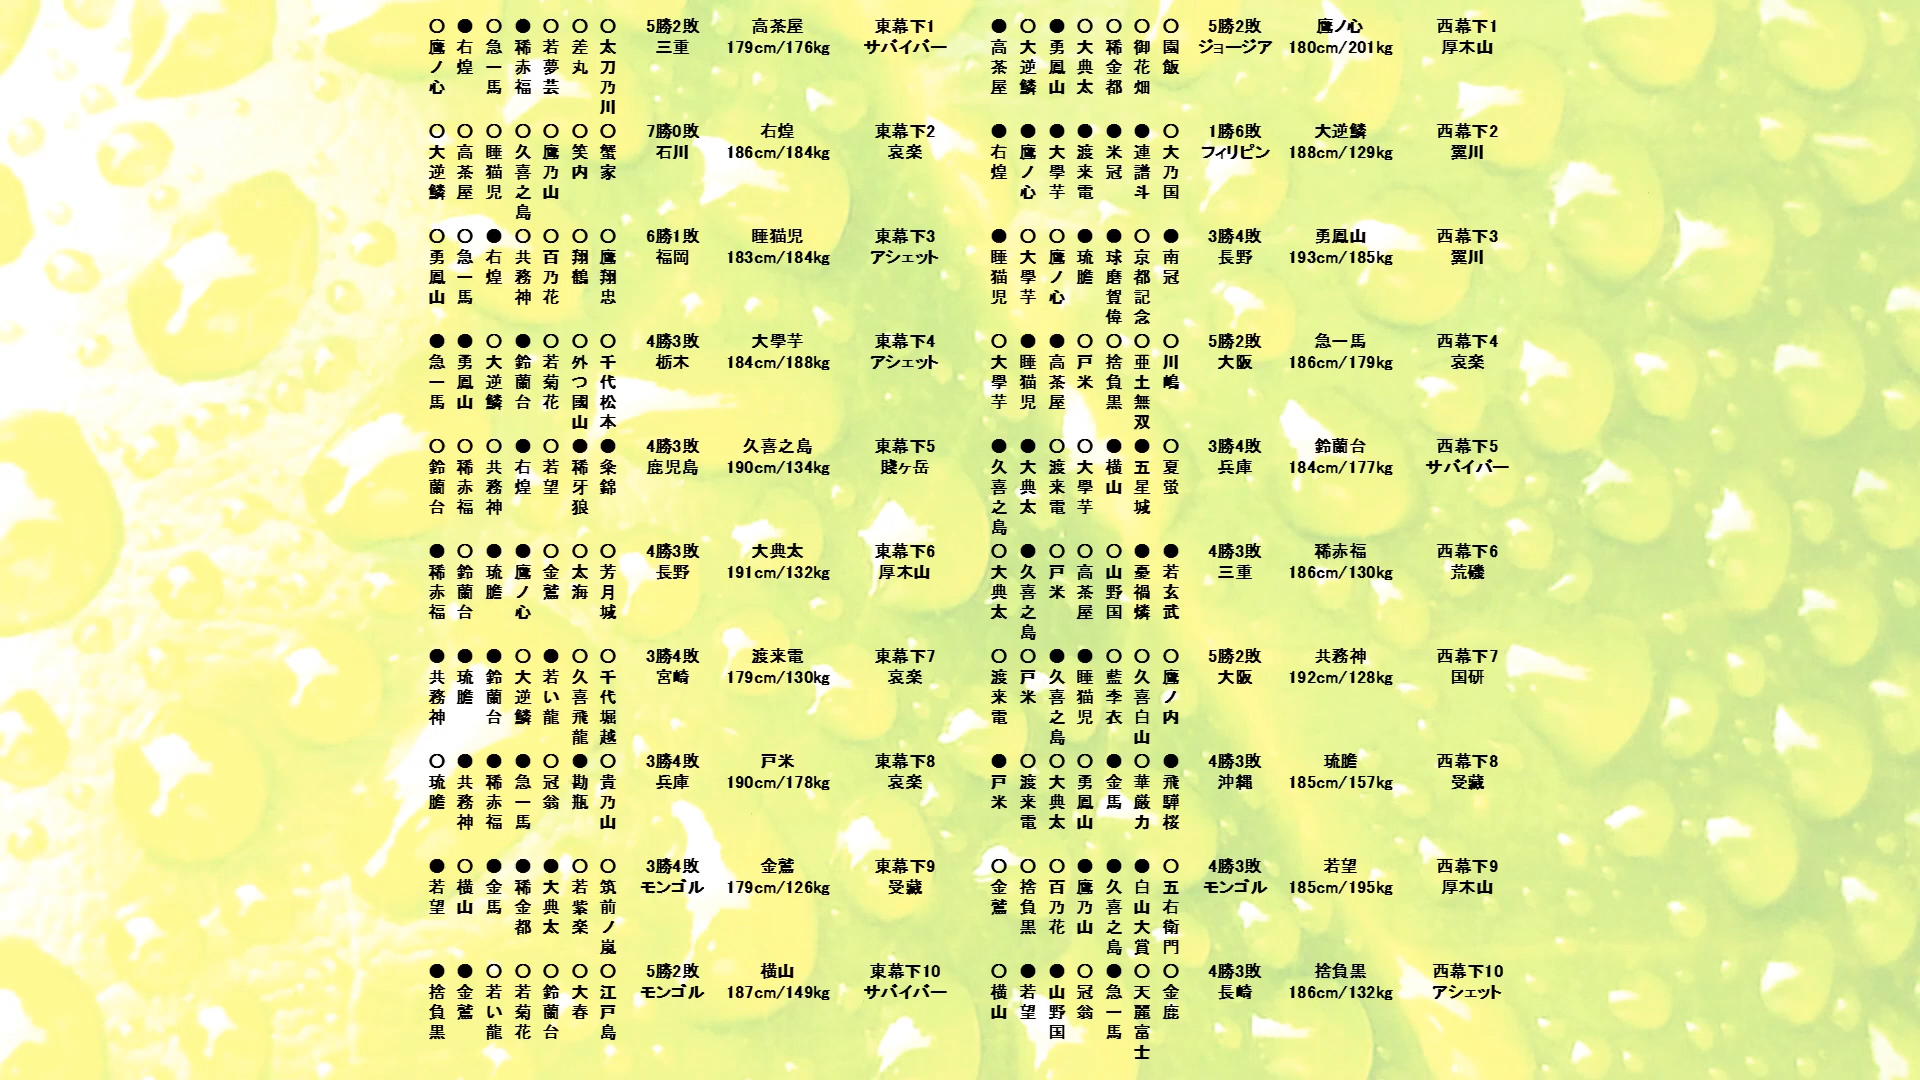 ○●○●○○○ 5勝2敗 高茶屋 東幕下1 ●○●○○○○ 5勝2敗 鷹ノ心 西幕下1
鷹ノ心 右煌 急一馬 稀赤福 若夢芸 差丸 太刀乃川 三重 179cm/176kg サバイバー 高茶屋 大逆鱗 勇鳳山 大典太 稀金都 御花畑 園飯 ジョージア 180cm/201kg 厚木山
○○○○○○○ 7勝0敗 右煌 東幕下2 ●●●●●●○ 1勝6敗 大逆鱗 西幕下2
大逆鱗 高茶屋 睡猫児 久喜之島 鷹乃山 笑内 蟹家 石川 186cm/184kg 哀楽 右煌 鷹ノ心 大學芋 渡来電 米冠 連譜斗 大乃国 フィリピン 188cm/129kg 翼川
○○●○○○○ 6勝1敗 睡猫児 東幕下3 ●○○●●○● 3勝4敗 勇鳳山 西幕下3
勇鳳山 急一馬 右煌 共務神 百乃花 翔鶴 鷹翔忠 福岡 183cm/184kg アシェット 睡猫児 大學芋 鷹ノ心 琉膽 球磨賀偉 京都記念 南冠 長野 193cm/185kg 翼川
●●○●○○○ 4勝3敗 大學芋 東幕下4 ○●●○○○○ 5勝2敗 急一馬 西幕下4
急一馬 勇鳳山 大逆鱗 鈴蘭台 若菊花 外つ國山 千代松本 栃木 184cm/188kg アシェット 大學芋 睡猫児 高茶屋 戸米 捨負黒 亜土無双 川嶋 大阪 186cm/179kg 哀楽
○○○●○●● 4勝3敗 久喜之島 東幕下5 ●●○○●●○ 3勝4敗 鈴蘭台 西幕下5
鈴蘭台 稀赤福 共務神 右煌 若望 稀牙狼 粂錦 鹿児島 190cm/134kg 賤ヶ岳 久喜之島 大典太 渡来電 大學芋 横山 五星城 夏蛍 兵庫 184cm/177kg サバイバー
●○●●○○○ 4勝3敗 大典太 東幕下6 ○●○○○●● 4勝3敗 稀赤福 西幕下6
稀赤福 鈴蘭台 琉膽 鷹ノ心 金鷲 太海 芳月城 長野 191cm/132kg 厚木山 大典太 久喜之島 戸米 高茶屋 山野国 憂禍燐 若玄武 三重 186cm/130kg 荒磯
●●●○●○○ 3勝4敗 渡来電 東幕下7 ○○●●○○○ 5勝2敗 共務神 西幕下7
共務神 琉膽 鈴蘭台 大逆鱗 若い龍 久喜飛龍 千代堀越 宮崎 179cm/130kg 哀楽 渡来電 戸米 久喜之島 睡猫児 藍李衣 久喜白山 鷹ノ内 大阪 192cm/128kg 国研
○●●●○●○ 3勝4敗 戸米 東幕下8 ●○○○●○● 4勝3敗 琉膽 西幕下8
琉膽 共務神 稀赤福 急一馬 冠翁 勘瓶 貴乃山 兵庫 190cm/178kg 哀楽 戸米 渡来電 大典太 勇鳳山 金馬 華厳力 飛騨桜 沖縄 185cm/157kg 受蔵
●○●●●○○ 3勝4敗 金鷲 東幕下9 ○○○●●●○ 4勝3敗 若望 西幕下9
若望 横山 金馬 稀金都 大典太 若紫楽 筑前ノ嵐 モンゴル 179cm/126kg 受蔵 金鷲 捨負黒 百乃花 鷹乃山 久喜之島 白山大賞 五右衛門 モンゴル 185cm/195kg 厚木山
●●○○○○○ 5勝2敗 横山 東幕下10 ○●●○●○○ 4勝3敗 捨負黒 西幕下10
捨負黒 金鷲 若い龍 若菊花 鈴蘭台 大春 江戸島 モンゴル 187cm/149kg サバイバー 横山 若望 山野国 冠翁 急一馬 天麗富士 金鹿 長崎 186cm/132kg アシェット